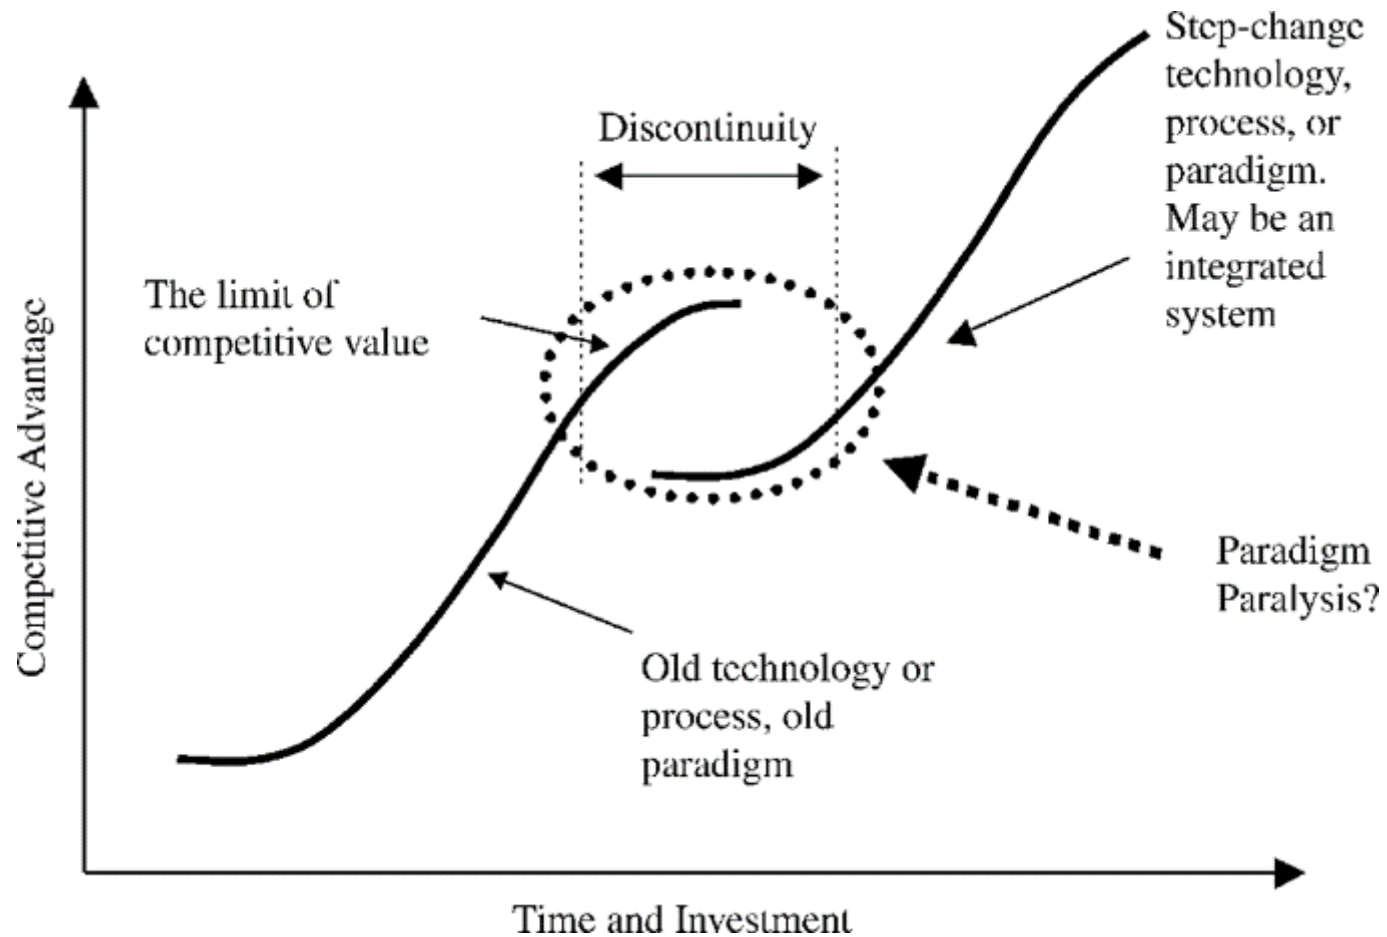 Step-change
technology,
process, or
paradigm.
May be an
integrated
system
Discontinuity
The limit of
competitive value
Competitive Advantage
Paradigm
Paralysis?
Old technology or
process, old
paradigm
Time and Investment